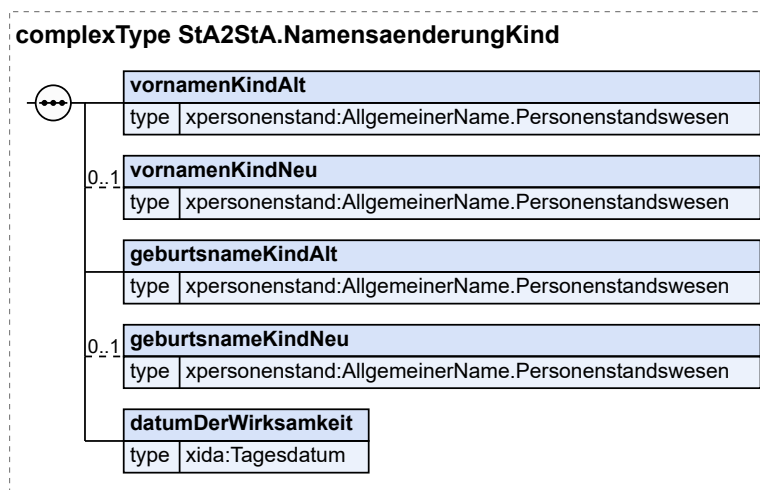 complexType StA2StA.NamensaenderungKind
vornamenKindAlt
type xpersonenstand:AllgemeinerName.Personenstandswesen
0..1 vornamenKindNeu
type xpersonenstand:AllgemeinerName.Personenstandswesen
geburtsnameKindAlt
type xpersonenstand:AllgemeinerName.Personenstandswesen
0..1 geburtsnameKindNeu
type xpersonenstand:AllgemeinerName.Personenstandswesen
datumDerWirksamkeit
type xida:Tagesdatum